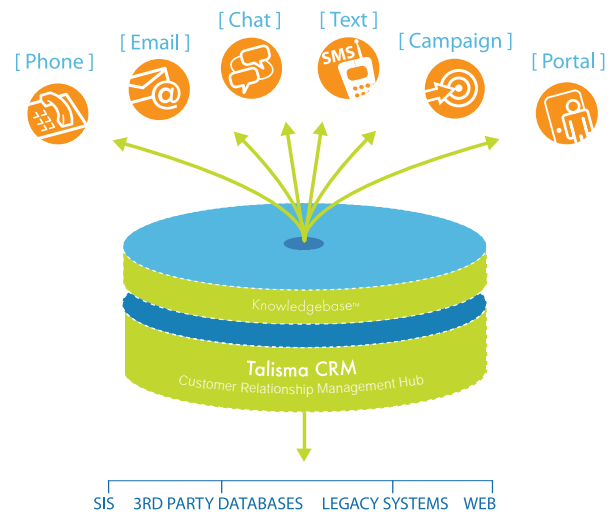 [ Phone ]
[ Email ]
[ Chat ]
[ Text ]
[ Campaign ]
[ Portal ]
SMS
@
Knowledgebase™
Talisma CRM
Customer Relationship Management Hub
SIS 3RD PARTY DATABASES LEGACY SYSTEMS WEB